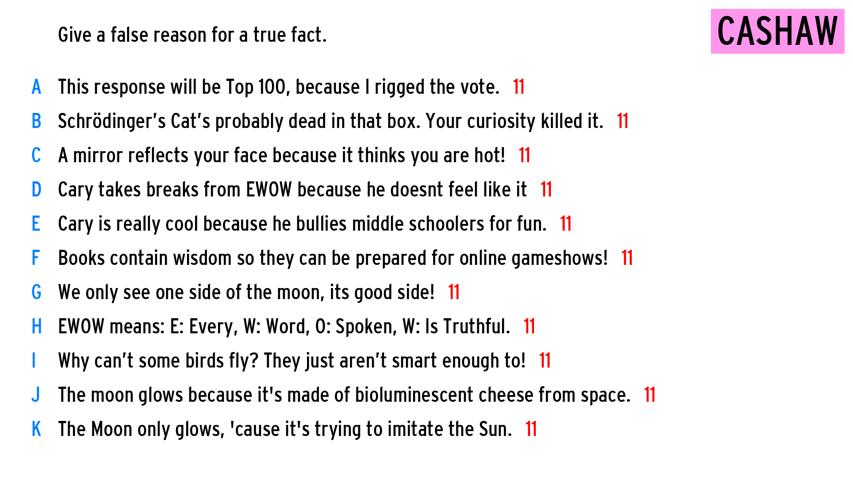 CASHAW
Give a false reason for a true fact.
A This response will be Top 100, because I rigged the vote. 11
B Schrödinger's Cat's probably dead in that box. Your curiosity killed it. 11
C A mirror reflects your face because it thinks you are hot! 11
D Cary takes breaks from EWOW because he doesnt feel like it 11
E Cary is really cool because he bullies middle schoolers for fun. 11
F Books contain wisdom so they can be prepared for online gameshows! 11
G We only see one side of the moon, its good side! 11
H EWOW means: E: Every, W: Word, O: Spoken, W: Is Truthful. 11
I Why can't some birds fly? They just aren't smart enough to! 11
J The moon glows because it's made of bioluminescent cheese from space. 11
K The Moon only glows, 'cause it's trying to imitate the Sun. 11